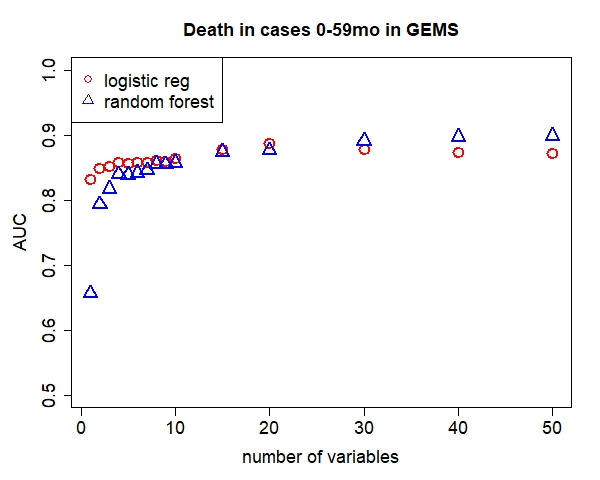 Death in cases 0-59mo in GEMS
logistic reg
random forest
AUC
1.0
0.9
0.8
0.7
0.6
0.5
0 10 20 30 40 50
number of variables